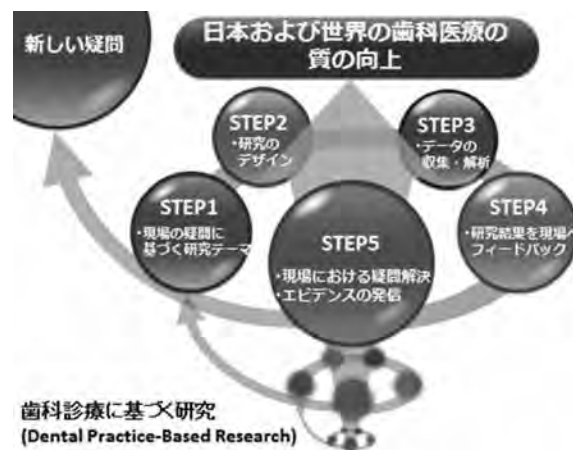 新しい疑問
日本および世界の歯科医療の
質の向上
STEP1
・現場の疑問に
基づく研究テーマ
STEP2
・研究の
デザイン
STEP3
・データの
収集・解析
STEP4
・研究結果を現場へ
フィードバック
STEP5
・現場における疑問解決
・エビデンスの発信
歯科診療に基づく研究
(Dental Practice-Based Research)